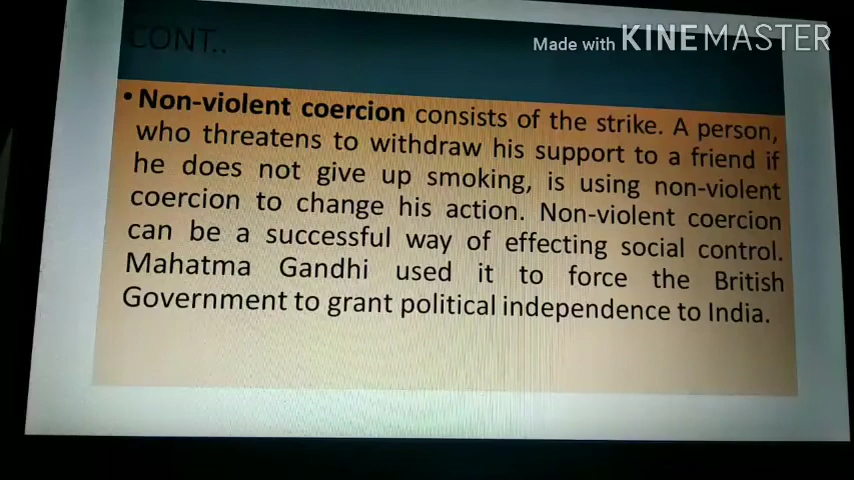 CONT..
Made with KINEMASTER
• Non-violent coercion consists of the strike. A person,
who threatens to withdraw his support to a friend if
he does not give up smoking, is using non-violent
coercion to change his action. Non-violent coercion
can be a successful way of effecting social control.
Mahatma Gandhi used it to force the British
Government to grant political independence to India.